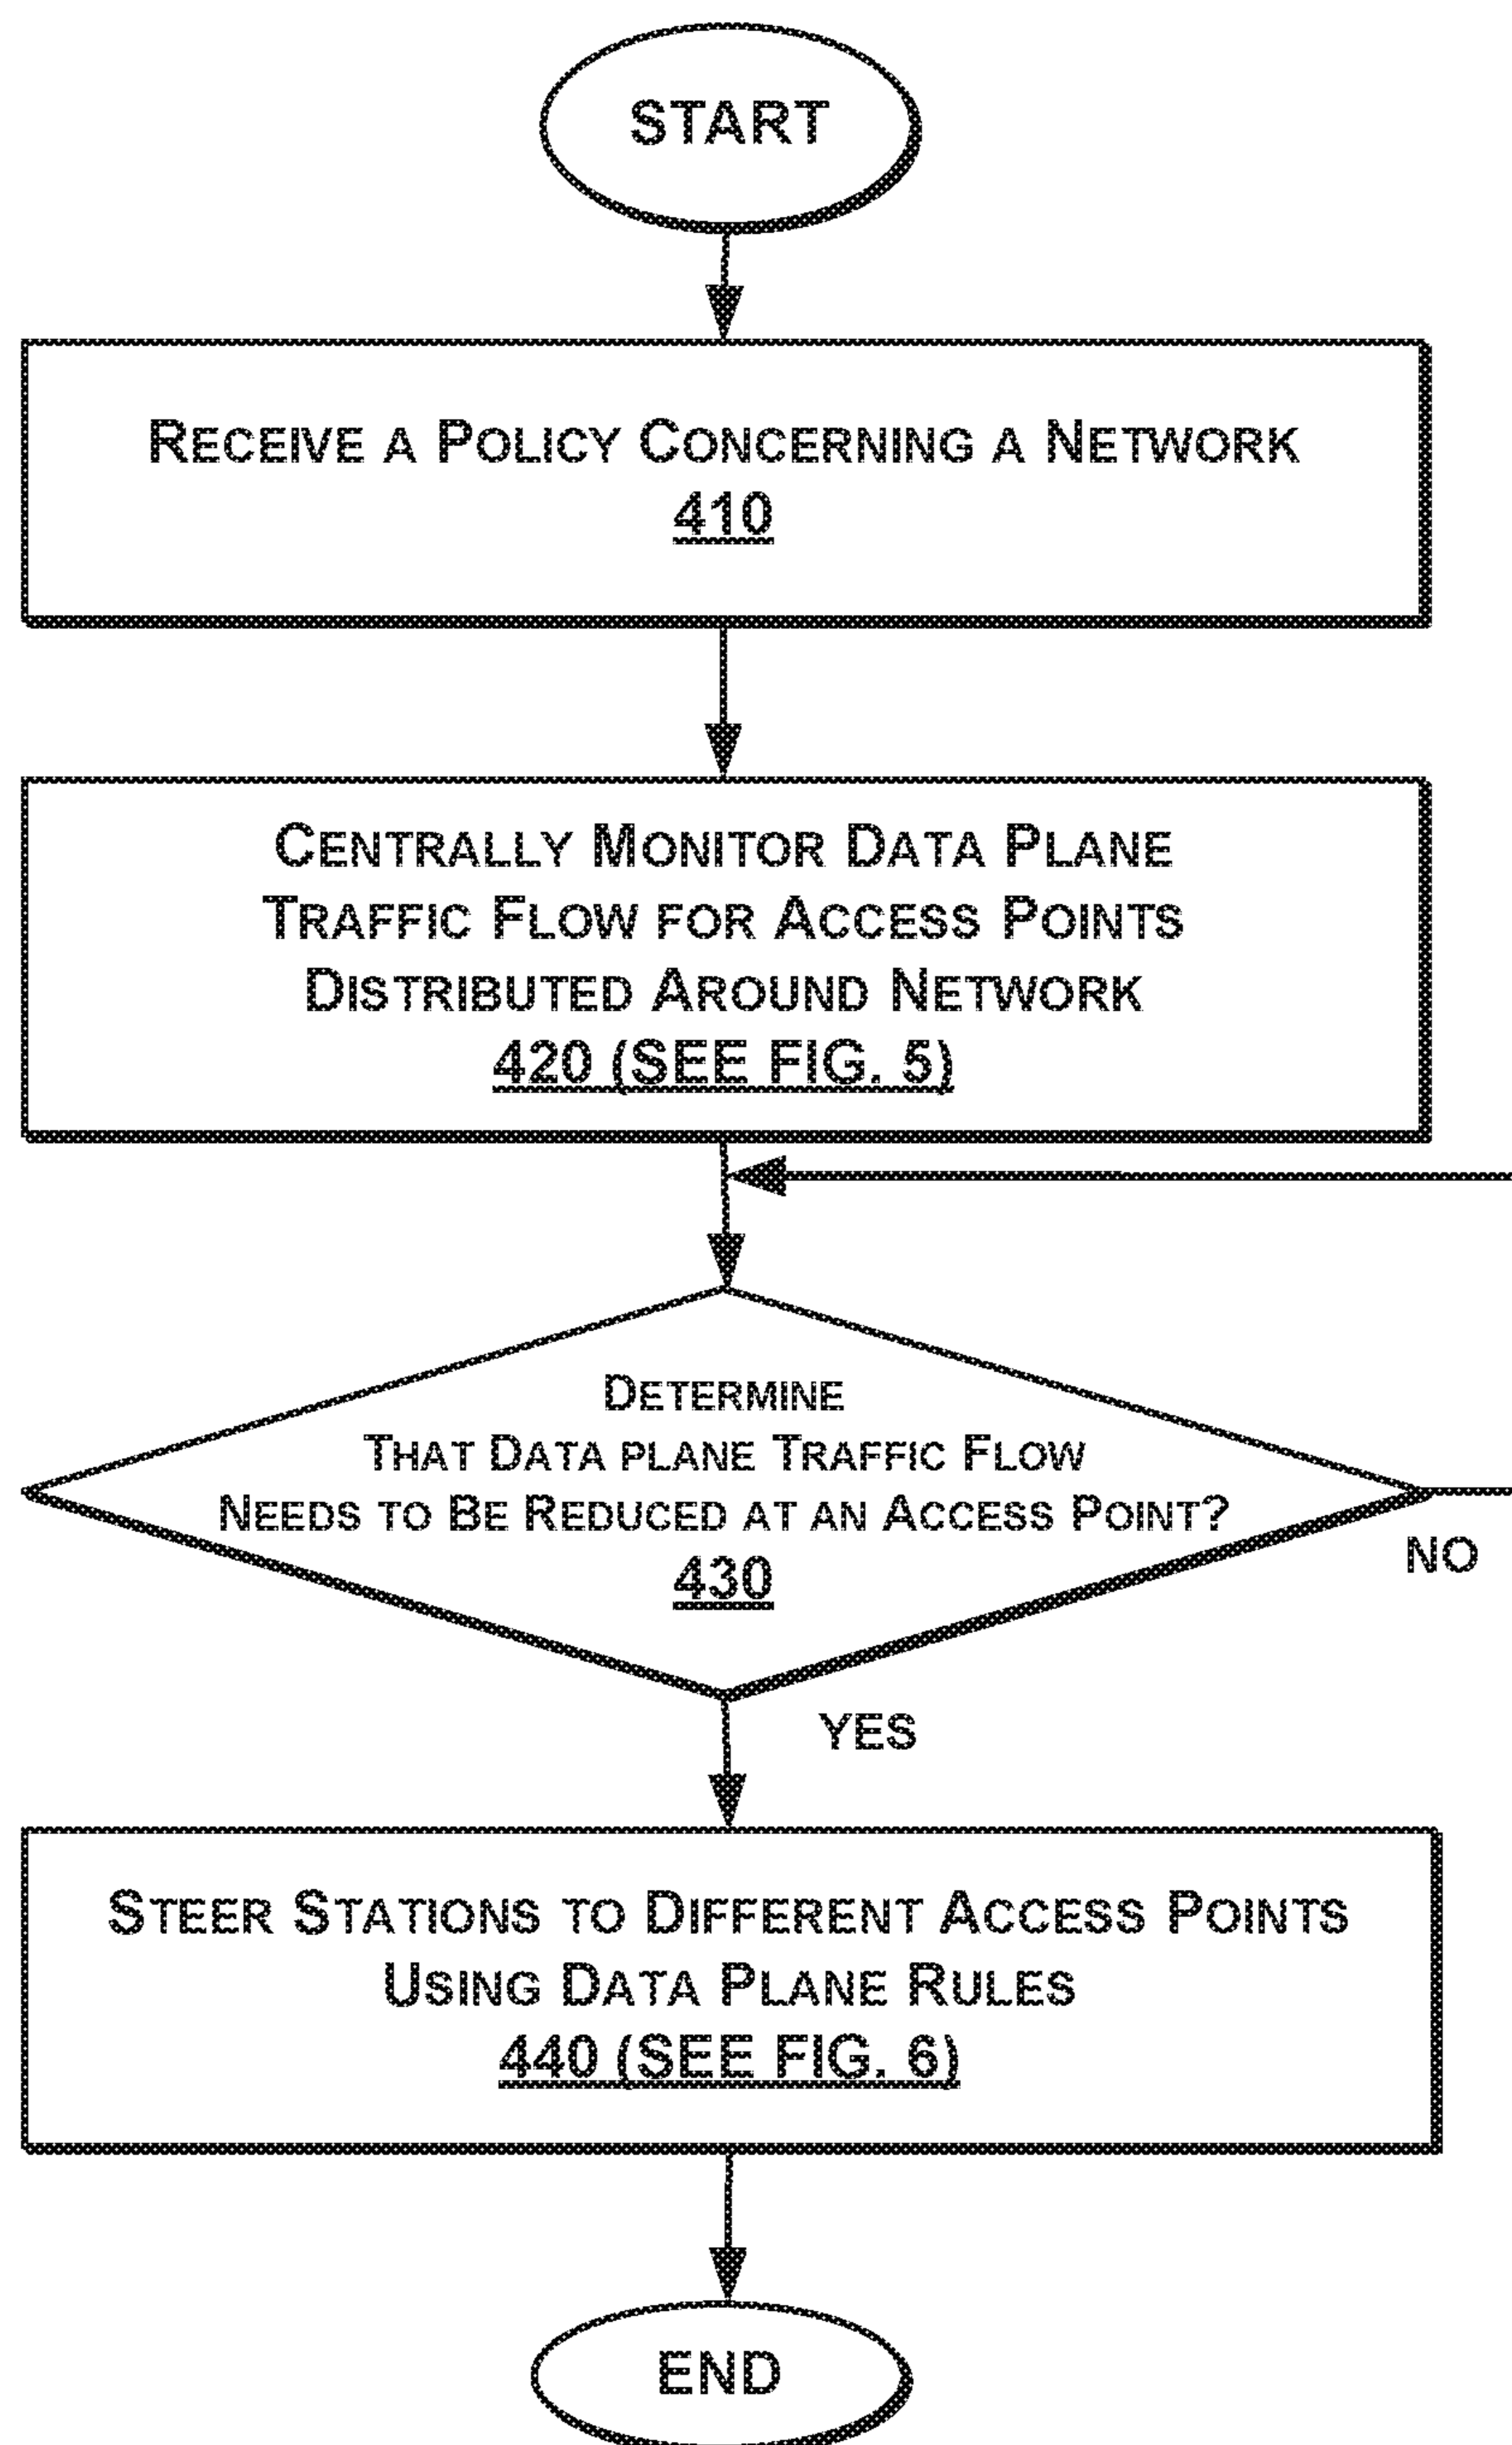 START
RECEIVE A POLICY CONCERNING A NETWORK
410
CENTRALLY MONITOR DATA PLANE
TRAFFIC FLOW FOR ACCESS POINTS
DISTRIBUTED AROUND NETWORK
420 (SEE FIG. 5)
DETERMINE
THAT DATA PLANE TRAFFIC FLOW
NEEDS TO BE REDUCED AT AN ACCESS POINT?
430
NO
YES
STEER STATIONS TO DIFFERENT ACCESS POINTS
USING DATA PLANE RULES
440 (SEE FIG. 6)
END